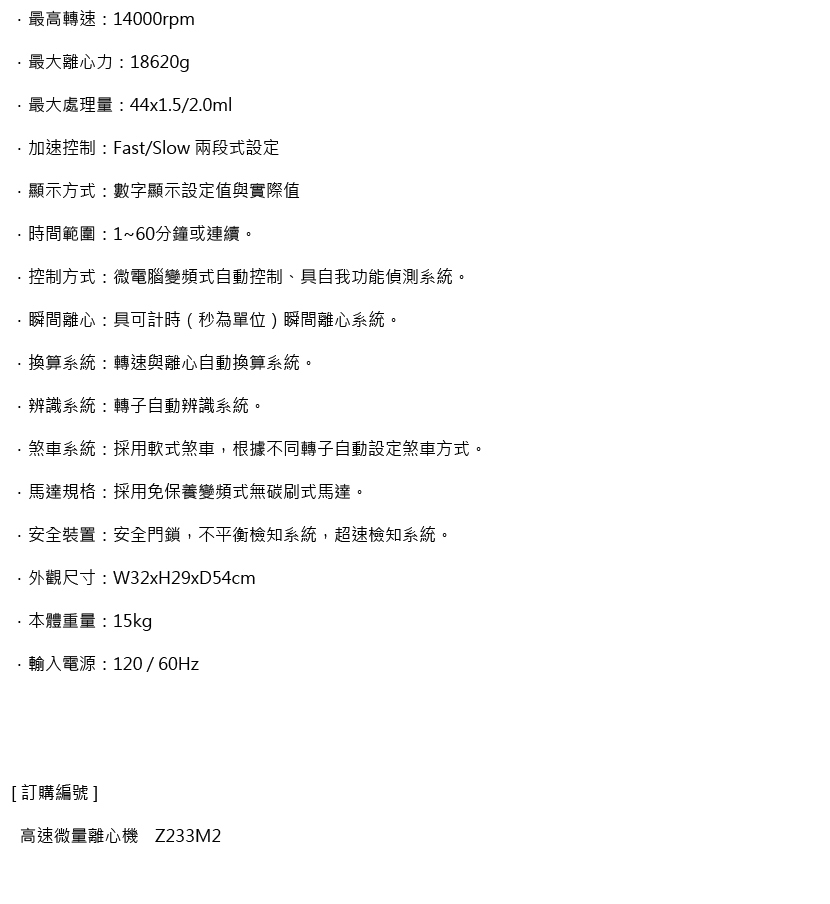 ．最高轉速：14000rpm
．最大離心力：18620g
．最大處理量：44x1.5/2.0ml
．加速控制：Fast/Slow 兩段式設定
．顯示方式：數字顯示設定值與實際值
．時間範圍：1~60分鐘或連續。
．控制方式：微電腦變頻式自動控制、具自我功能偵測系統。
．瞬間離心：具可計時（秒為單位）瞬間離心系統。
．換算系統：轉速與離心自動換算系統。
．辨識系統：轉子自動辨識系統。
．煞車系統：採用軟式煞車，根據不同轉子自動設定煞車方式。
．馬達規格：採用免保養變頻式無碳刷式馬達。
．安全裝置：安全門鎖，不平衡檢知系統，超速檢知系統。
．外觀尺寸：W32xH29xD54cm
．本體重量：15kg
．輸入電源：120 / 60Hz
[ 訂購編號 ]
高速微量離心機　Z233M2